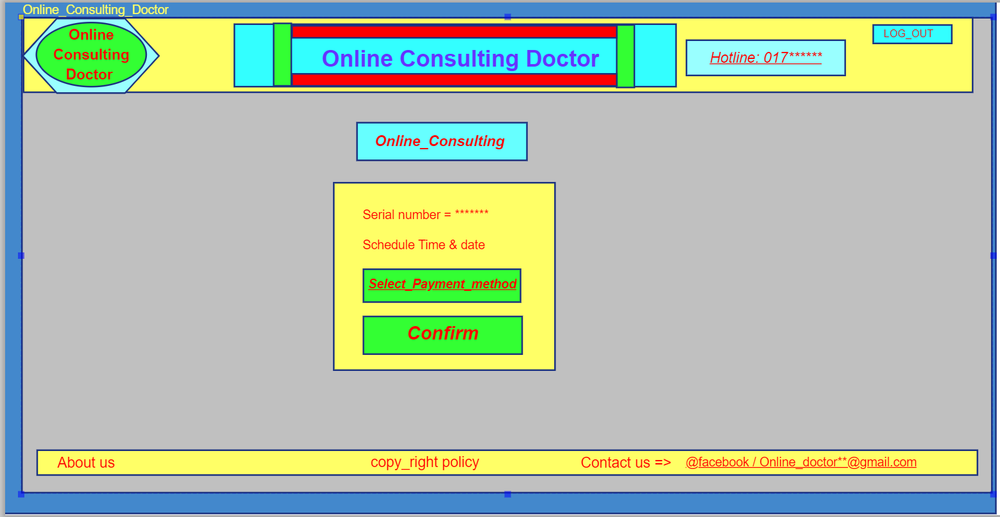 Online_Consulting_Doctor
Online
Consulting
Doctor
Online Consulting Doctor
Hotline: 017******
LOG_OUT
Online_Consulting
Serial number = *******
Schedule Time & date
Select_Payment_method
Confirm
About us
copy_right policy
Contact us =>
@facebook / Online_doctor**@gmail.com